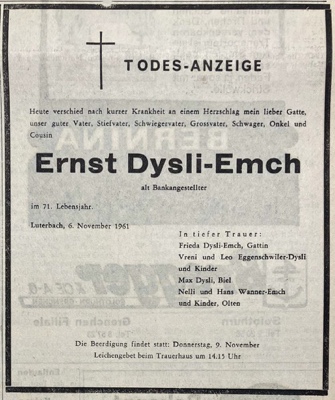 TODES-ANZEIGE
Heute verschied nach kurzer Krankheit an einem Herzschlag mein lieber Gatte,
unser guter Vater, Stiefvater, Schwiegervater, Grossvater, Schwager, Onkel und
Cousin
Ernst Dysli-Emch
alt Bankangestellter
im 71. Lebensjahr.
Luterbach, 6. November 1961
In tiefer Trauer:
Frieda Dysli-Emch, Gattin
Vreni und Leo Eggenschwiler-Dysli
und Kinder
Max Dysli, Biel
Nelli und Hans Wanner-Emch
und Kinder, Olten
Die Beerdigung findet statt: Donnerstag, 9. November
Leichengebet beim Trauerhaus um 14.15 Uhr